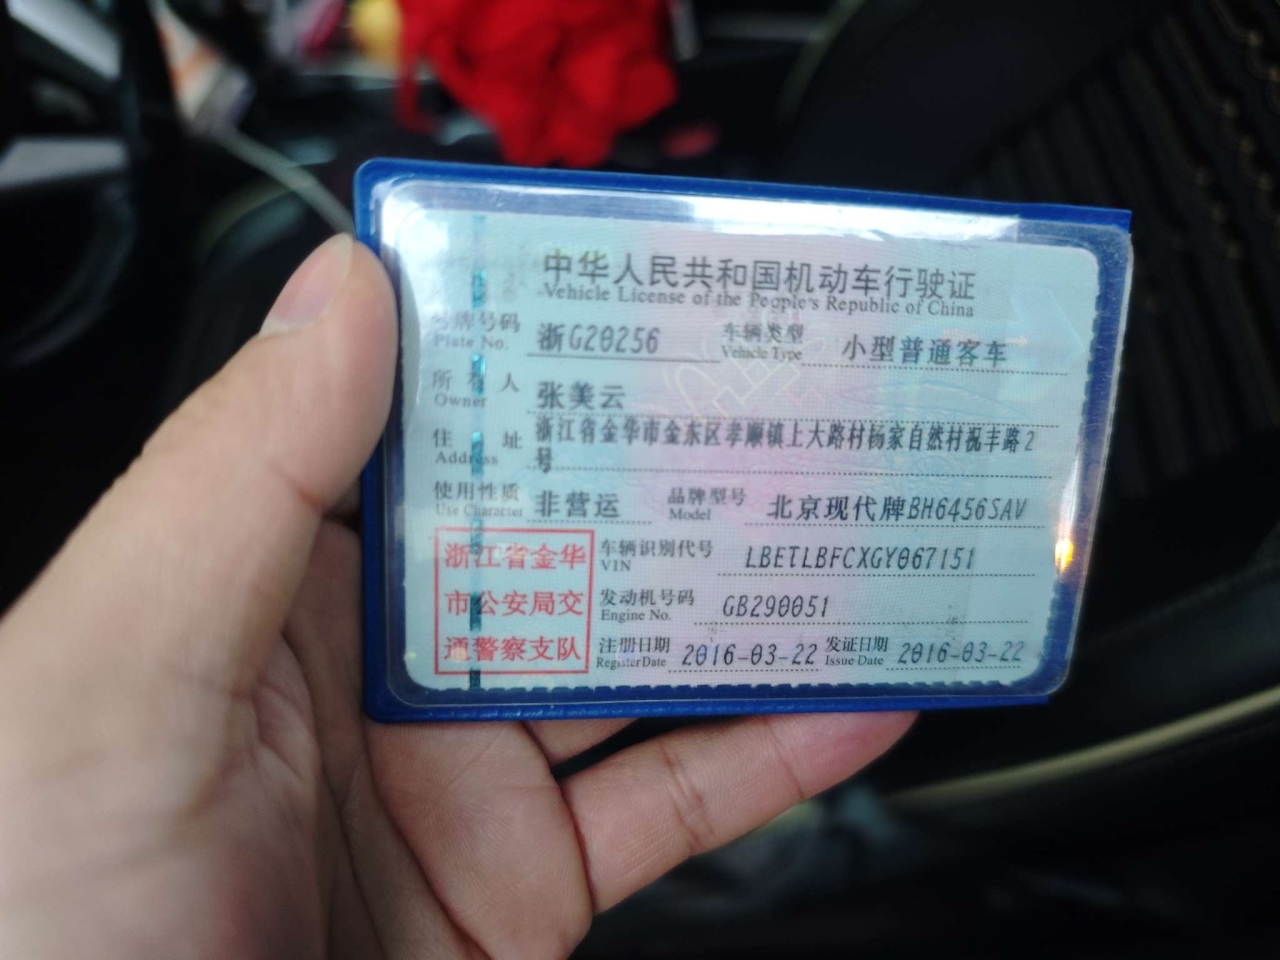 中华人民共和国机动车行驶证
Vehicle License of the People's Republic of China
号牌号码 浙G20256 车辆类型 小型普通客车
Plate No. Vehicle Type
所有人 张美云
Owner
住址 浙江省金华市金东区孝顺镇上大路村杨家自然村祝丰路2
Address 号
使用性质 非营运 品牌型号 北京现代牌BH6456SAV
Use Character Model
浙江省金华 车辆识别代号 LBETLBFCXGY067151
VIN
市公安局交 发动机号码 GB290051
Engine No.
通警察支队 注册日期 2016-03-22 发证日期 2016-03-22
Register Date Issue Date